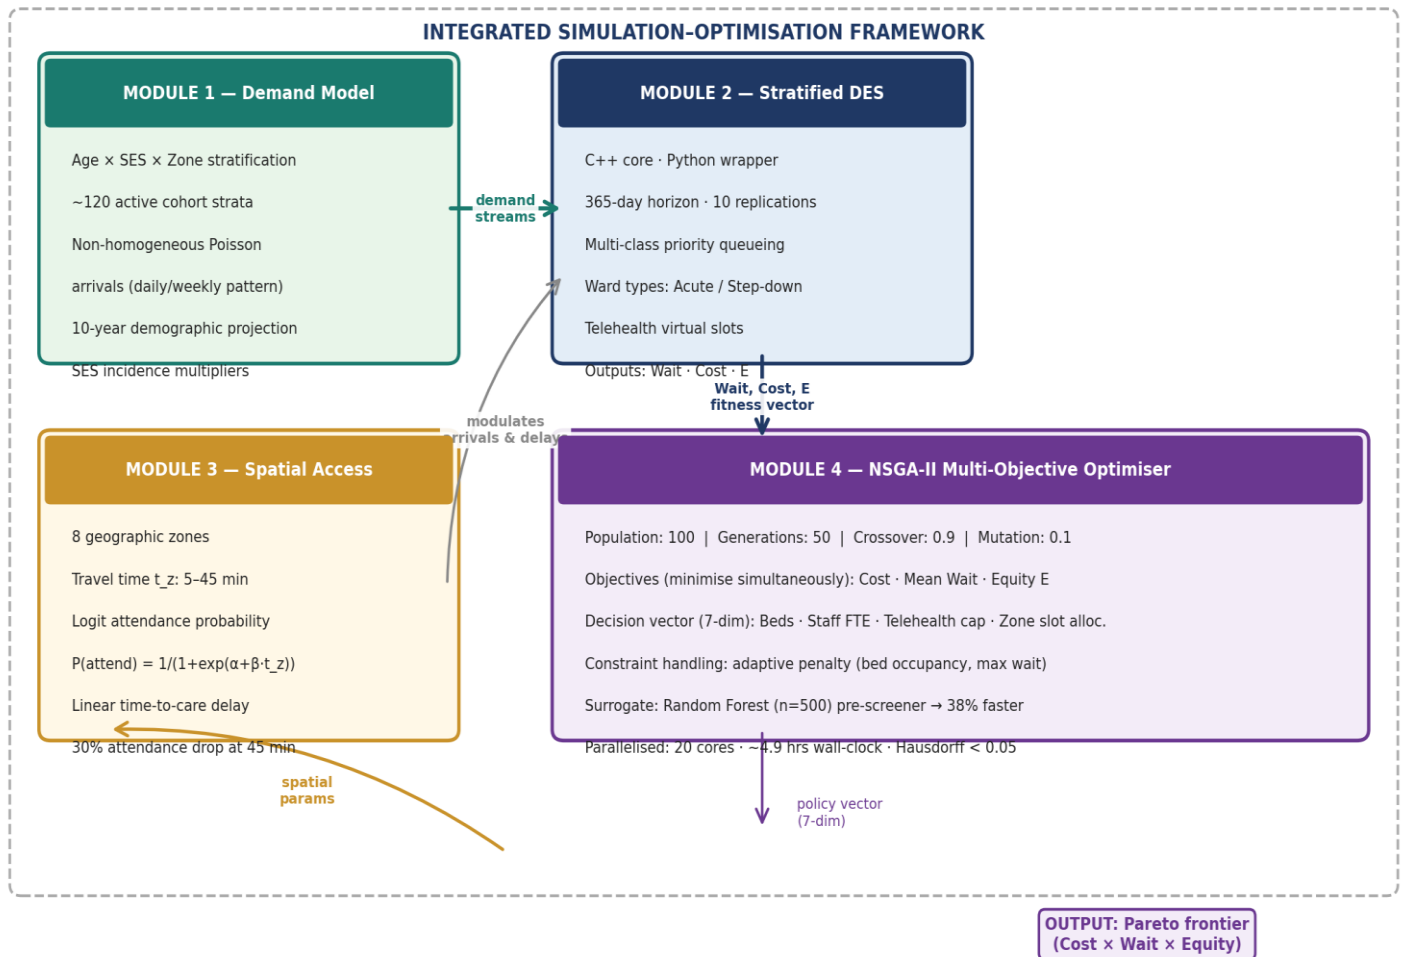 INTEGRATED SIMULATION–OPTIMISATION FRAMEWORK
MODULE 1 — Demand Model
Age × SES × Zone stratification
~120 active cohort strata
Non-homogeneous Poisson
arrivals (daily/weekly pattern)
10-year demographic projection
SES incidence multipliers
demand
streams
MODULE 2 — Stratified DES
C++ core · Python wrapper
365-day horizon · 10 replications
Multi-class priority queueing
Ward types: Acute / Step-down
Telehealth virtual slots
Outputs: Wait · Cost · E
Wait, Cost, E
fitness vector
modulates
arrivals & delays
MODULE 3 — Spatial Access
8 geographic zones
Travel time t_z: 5–45 min
Logit attendance probability
P(attend) = 1/(1+exp(α+β·t_z))
Linear time-to-care delay
30% attendance drop at 45 min
spatial
params
MODULE 4 — NSGA-II Multi-Objective Optimiser
Population: 100 | Generations: 50 | Crossover: 0.9 | Mutation: 0.1
Objectives (minimise simultaneously): Cost · Mean Wait · Equity E
Decision vector (7-dim): Beds · Staff FTE · Telehealth cap · Zone slot alloc.
Constraint handling: adaptive penalty (bed occupancy, max wait)
Surrogate: Random Forest (n=500) pre-screener → 38% faster
Parallelised: 20 cores · ~4.9 hrs wall-clock · Hausdorff < 0.05
policy vector
(7-dim)
OUTPUT: Pareto frontier
(Cost × Wait × Equity)